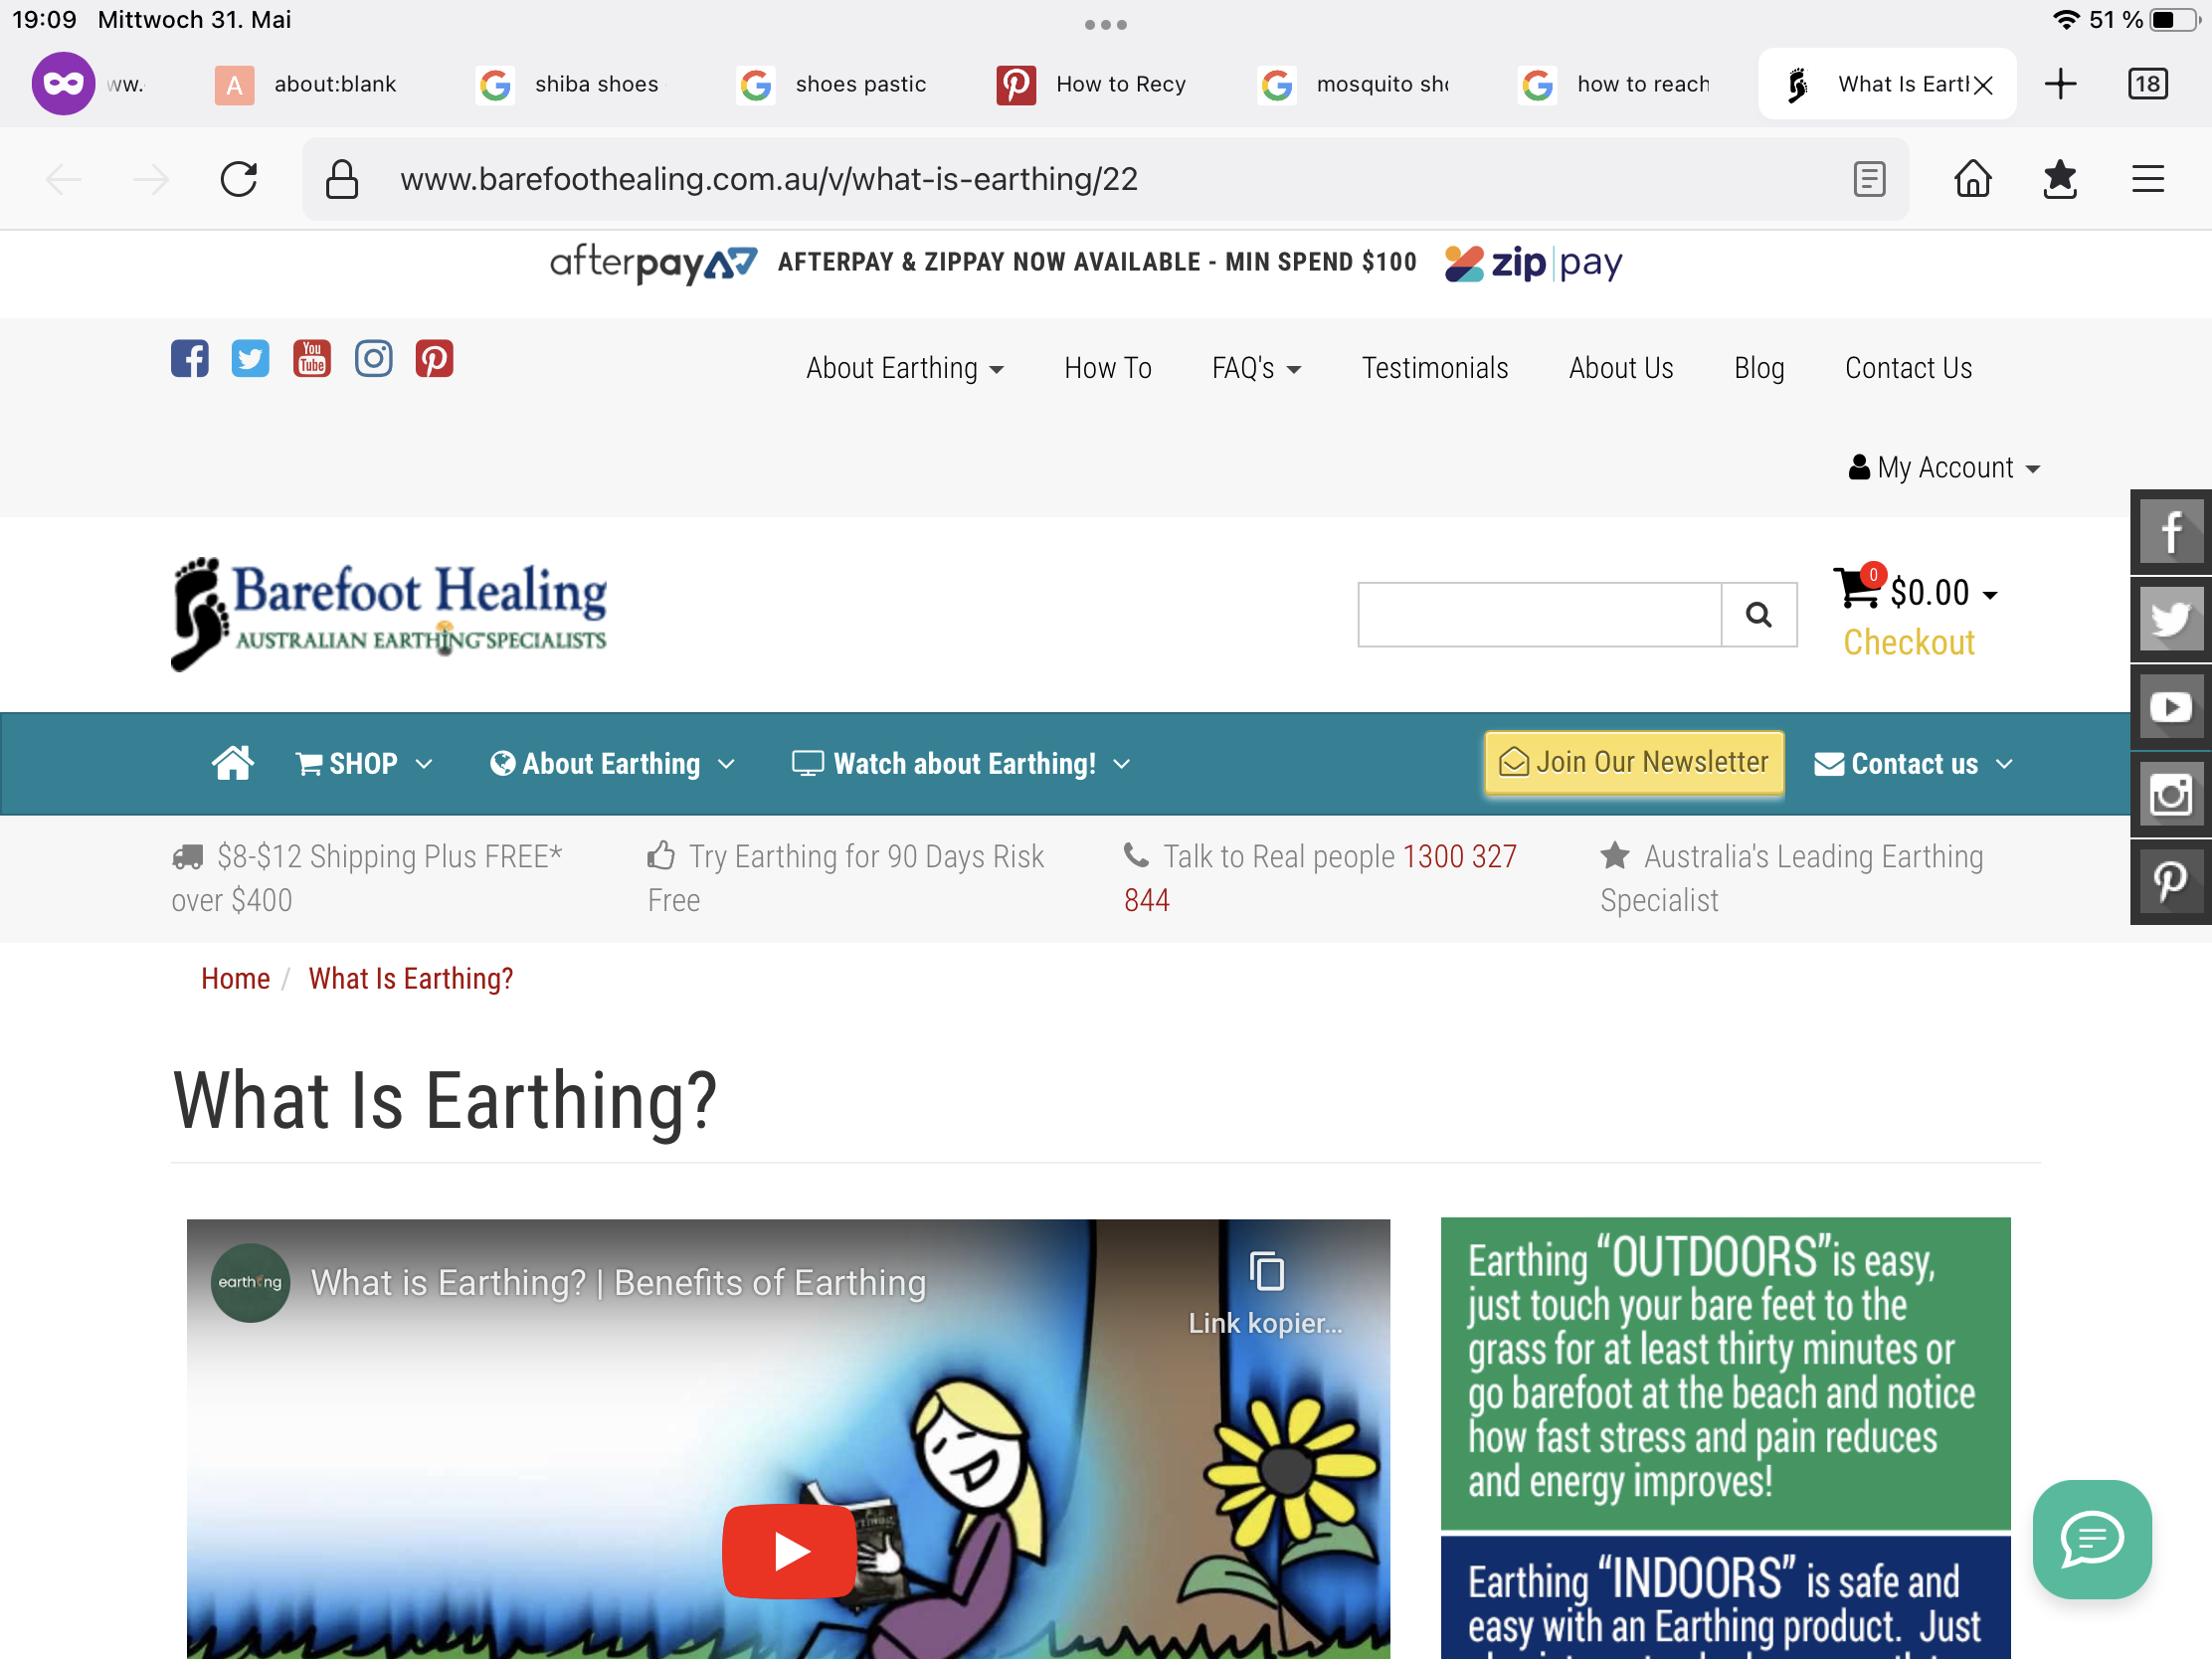 19:09 Mittwoch 31. Mai
51 %
ww.
A about:blank
shiba shoes
shoes pastic
How to Recy
mosquito sho
how to reach
What Is Eartl
18
www.barefoothealing.com.au/v/what-is-earthing/22
afterpay AFTERPAY & ZIPPAY NOW AVAILABLE - MIN SPEND $100 zip pay
You
Tube
About Earthing How To FAQ's Testimonials About Us Blog Contact Us
My Account
Barefoot Healing
AUSTRALIAN EARTHING SPECIALISTS
0
$0.00
Checkout
SHOP About Earthing Watch about Earthing! Join Our Newsletter Contact us
$8-$12 Shipping Plus FREE*
over $400
Try Earthing for 90 Days Risk
Free
Talk to Real people 1300 327
844
Australia's Leading Earthing
Specialist
Home / What Is Earthing?
What Is Earthing?
earthing
What is Earthing? | Benefits of Earthing
Link kopier...
Earthing “OUTDOORS”is easy,
just touch your bare feet to the
grass for at least thirty minutes or
go barefoot at the beach and notice
how fast stress and pain reduces
and energy improves!
Earthing “INDOORS” is safe and
easy with an Earthing product. Just